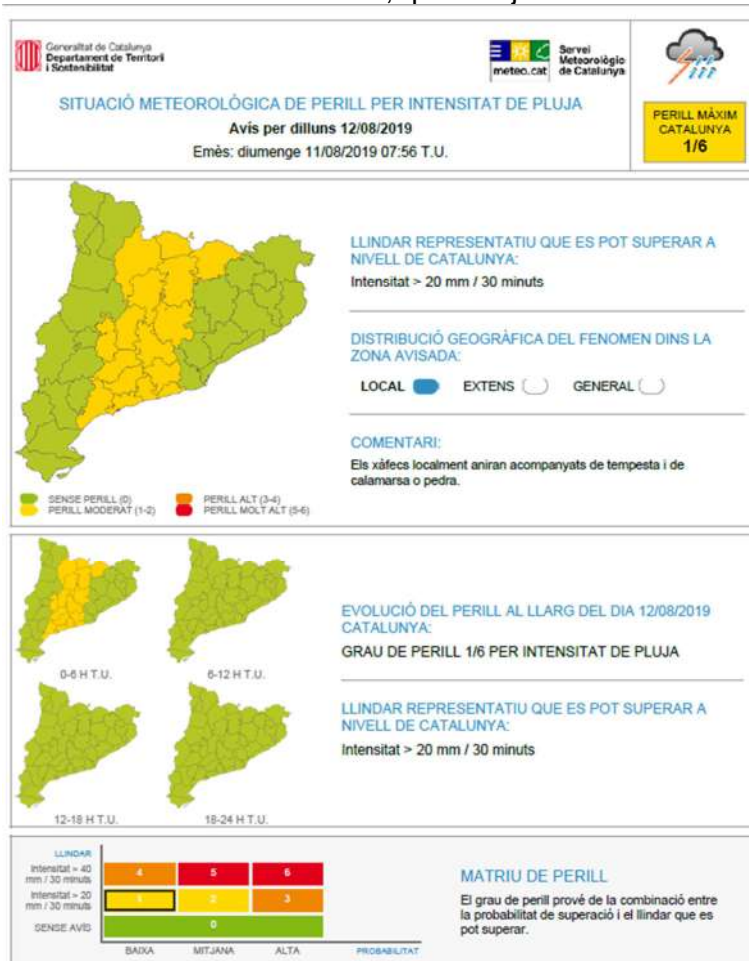 Generalitat de Catalunya
Departament de Territori
i Sostenibilitat
meteo.cat
Servei
Meteorològic
de Catalunya
SITUACIÓ METEOROLÒGICA DE PERILL PER INTENSITAT DE PLUJA
Avís per dilluns 12/08/2019
Emès: diumenge 11/08/2019 07:56 T.U.
PERILL MÀXIM
CATALUNYA
1/6
LLINDAR REPRESENTATIU QUE ES POT SUPERAR A
NIVELL DE CATALUNYA:
Intensitat > 20 mm / 30 minuts
DISTRIBUCIÓ GEOGRÀFICA DEL FENOMEN DINS LA
ZONA AVISADA:
LOCAL EXTENS GENERAL
COMENTARI:
Els xàfecs localment aniran acompanyats de tempesta i de
calamarsa o pedra.
SENSE PERILL (0)
PERILL MODERAT (1-2)
PERILL ALT (3-4)
PERILL MOLT ALT (5-6)
0-6 H T.U.
6-12 H T.U.
12-18 H T.U.
18-24 H T.U.
EVOLUCIÓ DEL PERILL AL LLARG DEL DIA 12/08/2019
CATALUNYA:
GRAU DE PERILL 1/6 PER INTENSITAT DE PLUJA
LLINDAR REPRESENTATIU QUE ES POT SUPERAR A
NIVELL DE CATALUNYA:
Intensitat > 20 mm / 30 minuts
LLINDAR
Intensitat > 40
mm / 30 minuts
4 5 6
Intensitat > 20
mm / 30 minuts
1 2 3
SENSE AVÍS
0
BAIXA MITJANA ALTA PROBABILITAT
MATRIU DE PERILL
El grau de perill prové de la combinació entre
la probabilitat de superació i el llindar que es
pot superar.